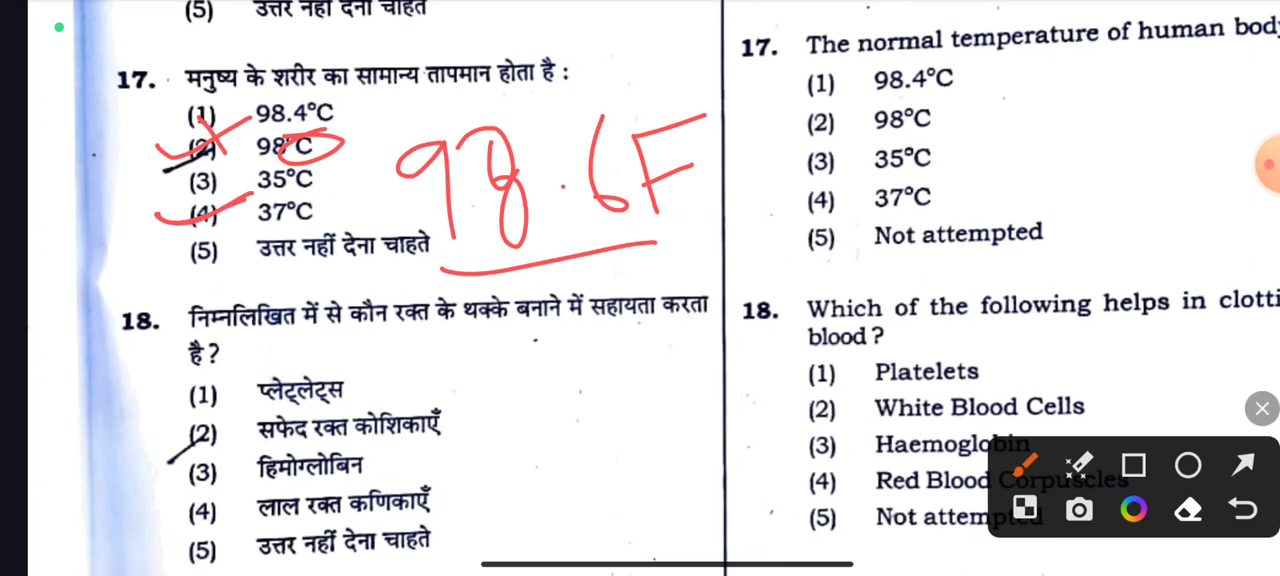 (5) उत्तर नहीं देना चाहते
17. मनुष्य के शरीर का सामान्य तापमान होता है :
(1) 98.4°C
(2) 98°C
(3) 35°C
(4) 37°C
(5) उत्तर नहीं देना चाहते
98.6F
18. निम्नलिखित में से कौन रक्त के थक्के बनाने में सहायता करता
है?
(1) प्लेट्लेट्स
(2) सफेद रक्त कोशिकाएँ
(3) हिमोग्लोबिन
(4) लाल रक्त कणिकाएँ
(5) उत्तर नहीं देना चाहते
17. The normal temperature of human body
(1) 98.4°C
(2) 98°C
(3) 35°C
(4) 37°C
(5) Not attempted
18. Which of the following helps in clotti
blood?
(1) Platelets
(2) White Blood Cells
(3) Haemoglobin
(4) Red Blood Corpuscles
(5) Not attempted